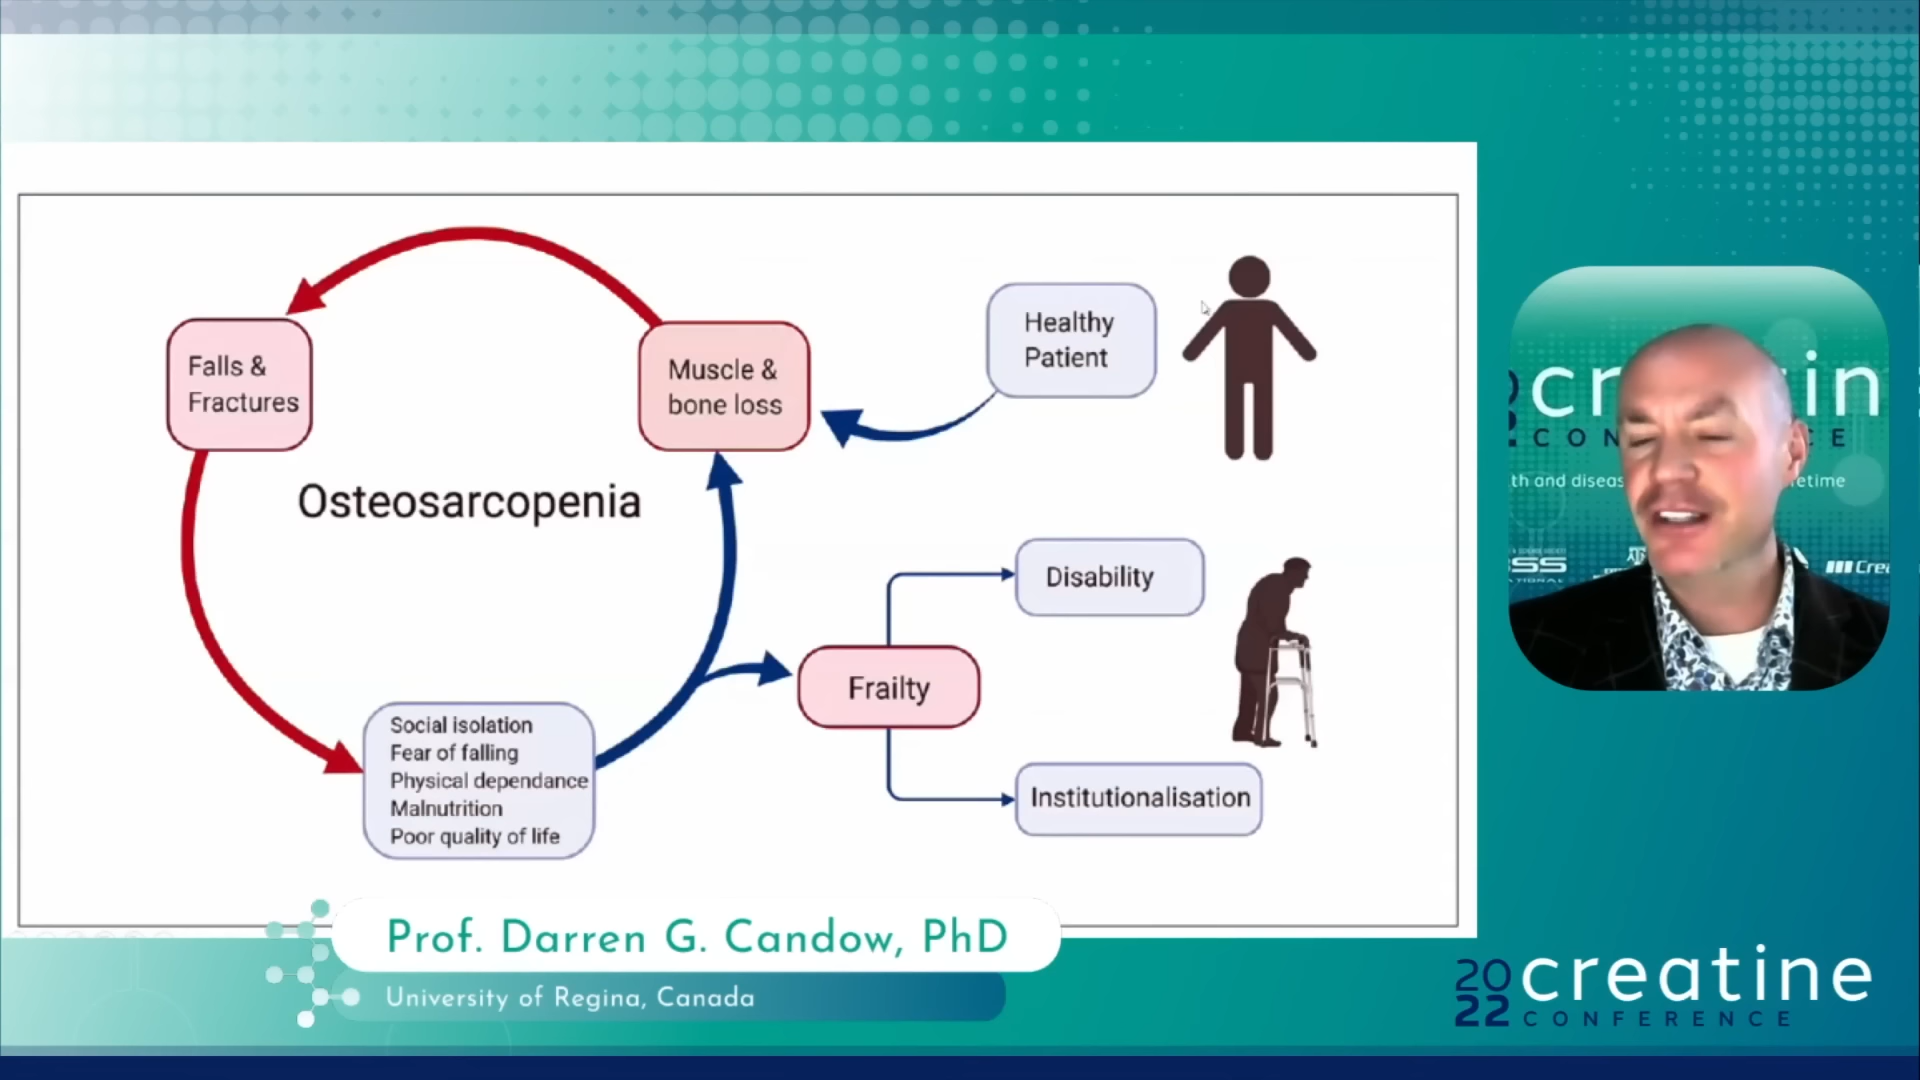 Falls &
Fractures
Muscle &
bone loss
Healthy
Patient
Osteosarcopenia
Disability
Frailty
Institutionalisation
Social isolation
Fear of falling
Physical dependance
Malnutrition
Poor quality of life
Prof. Darren G. Candow, PhD
University of Regina, Canada
2022 creatine
CONFERENCE